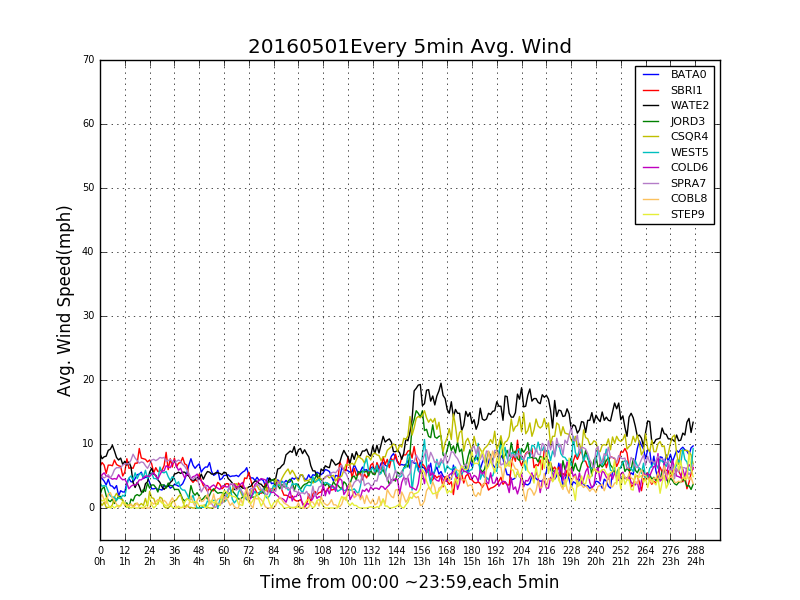 20160501Every 5min Avg. Wind
70
60
50
40
30
20
10
0
Avg. Wind Speed(mph)
BATA0
SBRI1
WATE2
JORD3
CSQR4
WEST5
COLD6
SPRA7
COBL8
STEP9
0 12 24 36 48 60 72 84 96 108 120 132 144 156 168 180 192 204 216 228 240 252 264 276 288
0h 1h 2h 3h 4h 5h 6h 7h 8h 9h 10h 11h 12h 13h 14h 15h 16h 17h 18h 19h 20h 21h 22h 23h 24h
Time from 00:00 ~23:59,each 5min